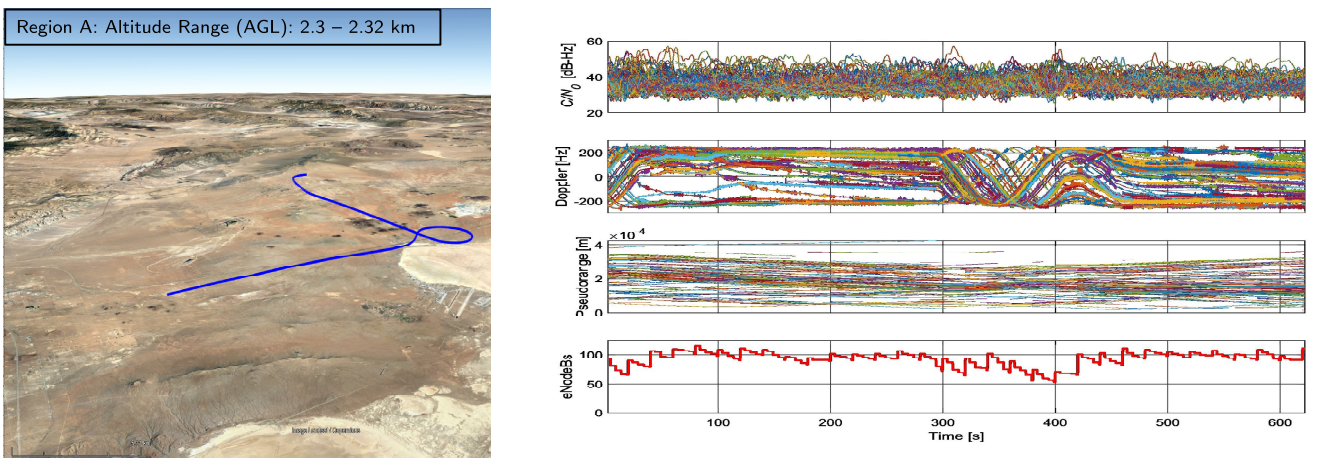 Region A: Altitude Range (AGL): 2.3 – 2.32 km
60
40
20
C/N0 [dB-Hz]
200
0
-200
Doppler [Hz]
×10 4
4
2
0
Pseudorange [m]
100
50
0
eNodeBs
100 200 300 400 500 600
Time [s]